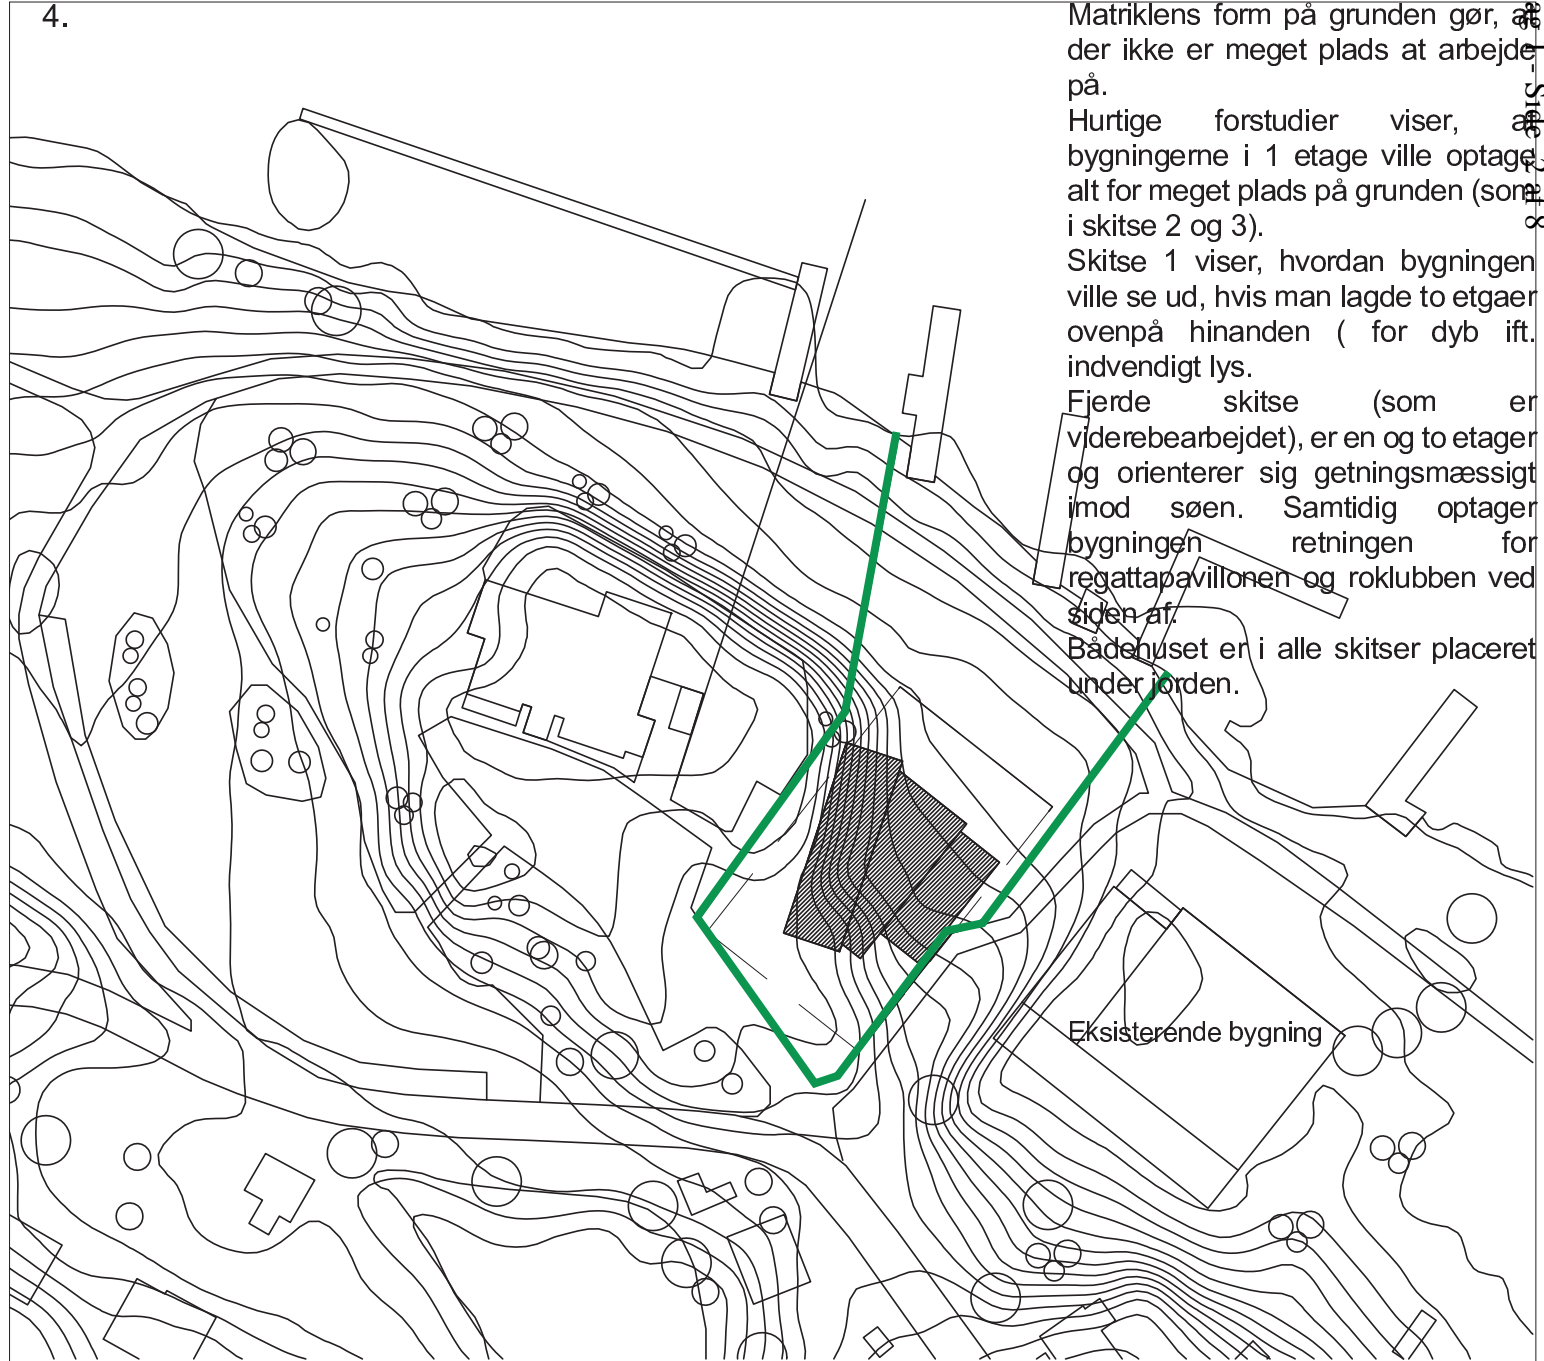 4.
Matriklens form på grunden gør, at
der ikke er meget plads at arbejde
på.
Hurtige forstudier viser, at
bygningerne i 1 etage ville optage
alt for meget plads på grunden (som
i skitse 2 og 3).
Skitse 1 viser, hvordan bygningen
ville se ud, hvis man lagde to etgaer
ovenpå hinanden ( for dyb ift.
indvendigt lys.
Fjerde skitse (som er
viderebearbejdet), er en og to etager
og orienterer sig getningsmæssigt
imod søen. Samtidig optager
bygningen retningen for
regattapavillonen og roklubben ved
siden af.
Bådehuset er i alle skitser placeret
under jorden.
Eksisterende bygning
- Side -2 af 8